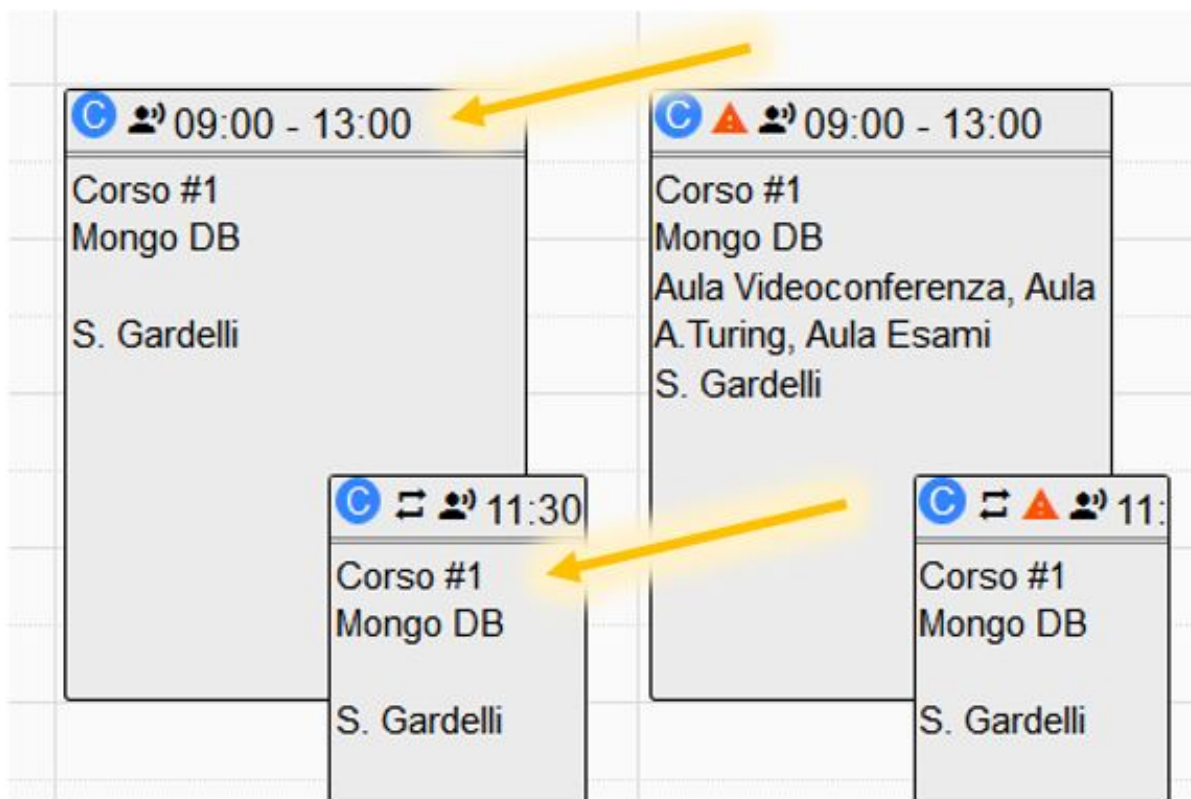 C 09:00 - 13:00
Corso #1
Mongo DB
S. Gardelli
C 09:00 - 13:00
Corso #1
Mongo DB
Aula Videoconferenza, Aula
A.Turing, Aula Esami
S. Gardelli
C 11:30
Corso #1
Mongo DB
S. Gardelli
C 11:
Corso #1
Mongo DB
S. Gardelli